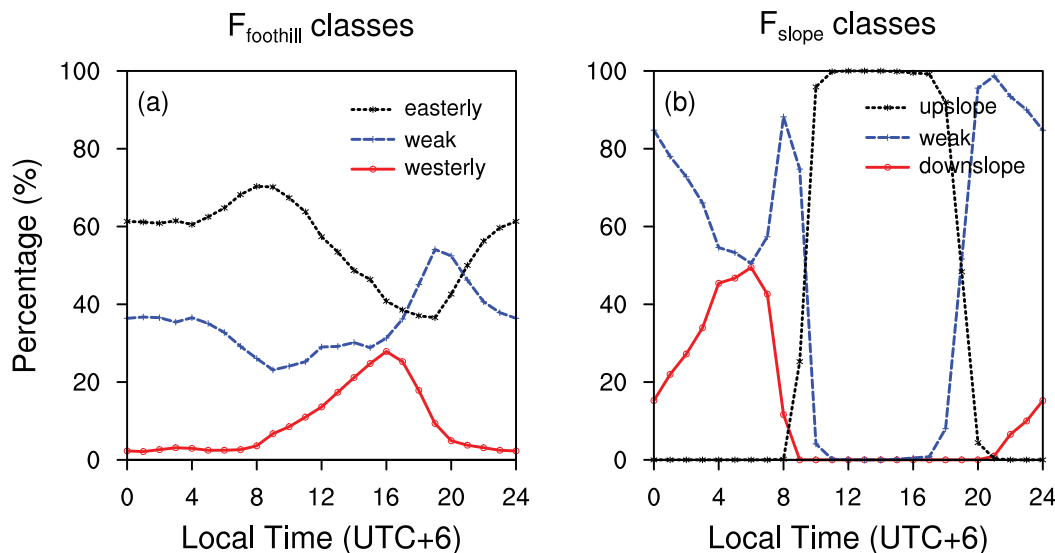 F_foothill classes
(a)
easterly
weak
westerly
Percentage (%)
100
80
60
40
20
0
0 4 8 12 16 20 24
Local Time (UTC+6)
F_slope classes
(b)
upslope
weak
downslope
100
80
60
40
20
0
0 4 8 12 16 20 24
Local Time (UTC+6)